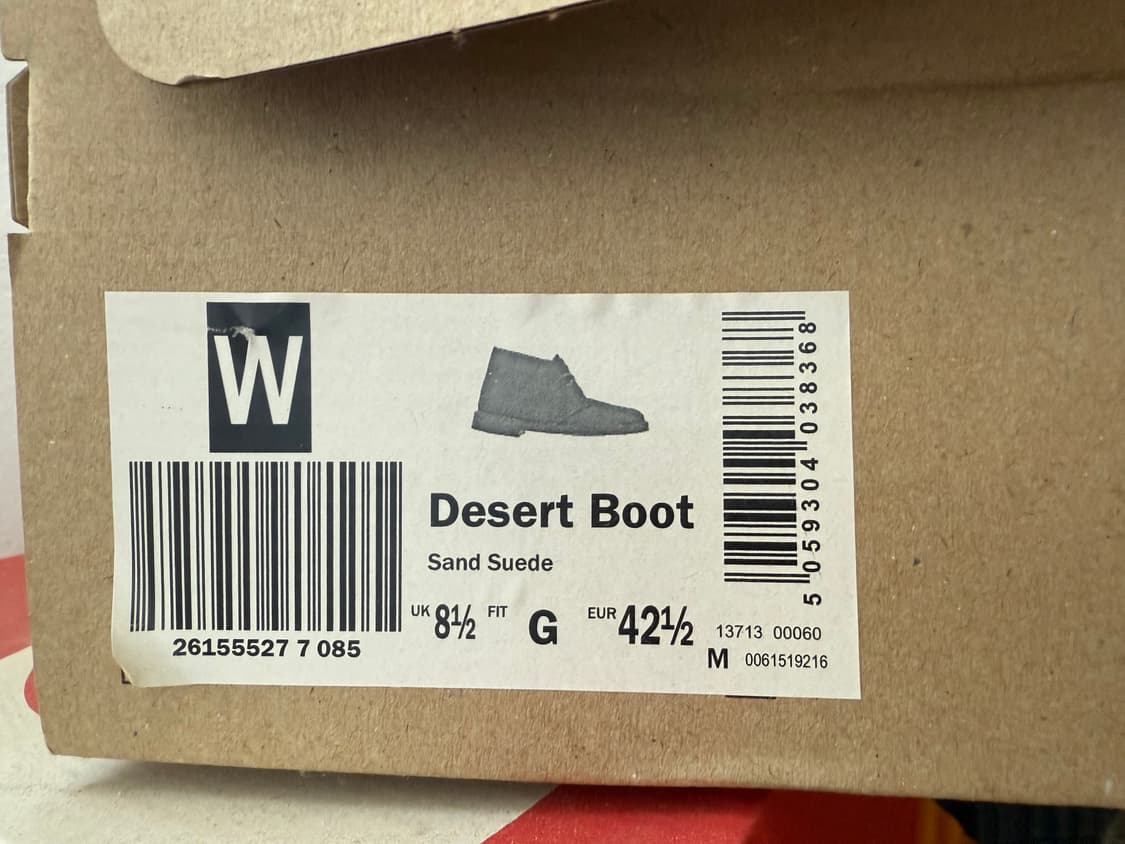 W
Desert Boot
Sand Suede
UK 8½ FIT G EUR 42½
26155527 7 085
5 059304 038368
13713 00060
M 0061519216